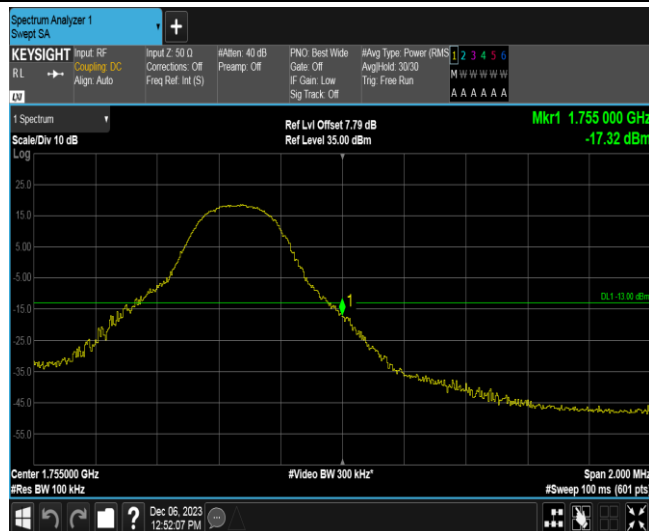 Spectrum Analyzer 1
Swept SA
+
KEYSIGHT
RL
LXI
Input: RF
Coupling: DC
Align: Auto
Input Z: 50 Ω
Corrections: Off
Freq Ref: Int (S)
#Atten: 40 dB
Preamp: Off
PNO: Best Wide
Gate: Off
IF Gain: Low
Sig Track: Off
#Avg Type: Power (RMS
Avg|Hold: 30/30
Trig: Free Run
1 2 3 4 5 6
M W W W W W
A A A A A A
1 Spectrum
Scale/Div 10 dB
Log
Ref Lvl Offset 7.79 dB
Ref Level 35.00 dBm
Mkr1 1.755 000 GHz
-17.32 dBm
25.0
15.0
5.00
-5.00
-15.0
-25.0
-35.0
-45.0
-55.0
1
DL1 -13.00 dBm
Center 1.755000 GHz
#Res BW 100 kHz
#Video BW 300 kHz*
Span 2.000 MHz
#Sweep 100 ms (601 pts)
?
Dec 06, 2023
12:52:07 PM